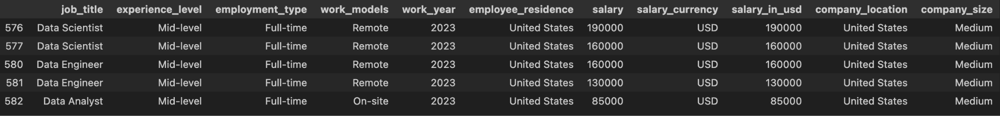 job_title experience_level employment_type work_models work_year employee_residence salary salary_currency salary_in_usd company_location company_size
576 Data Scientist Mid-level Full-time Remote 2023 United States 190000 USD 190000 United States Medium
577 Data Scientist Mid-level Full-time Remote 2023 United States 160000 USD 160000 United States Medium
580 Data Engineer Mid-level Full-time Remote 2023 United States 160000 USD 160000 United States Medium
581 Data Engineer Mid-level Full-time Remote 2023 United States 130000 USD 130000 United States Medium
582 Data Analyst Mid-level Full-time On-site 2023 United States 85000 USD 85000 United States Medium